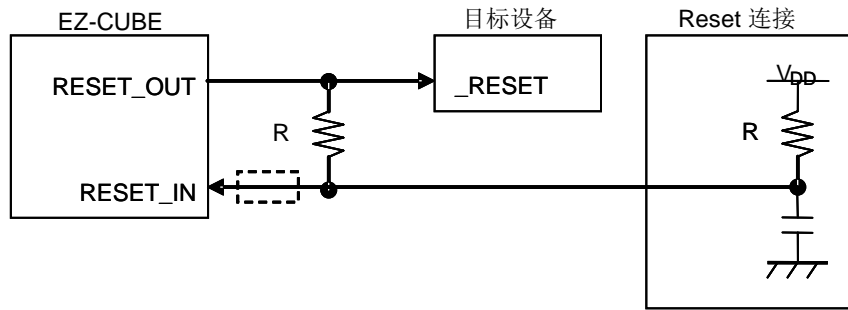 EZ-CUBE
目标设备
Reset 连接
RESET_OUT
_RESET
VDD
R
R
RESET_IN